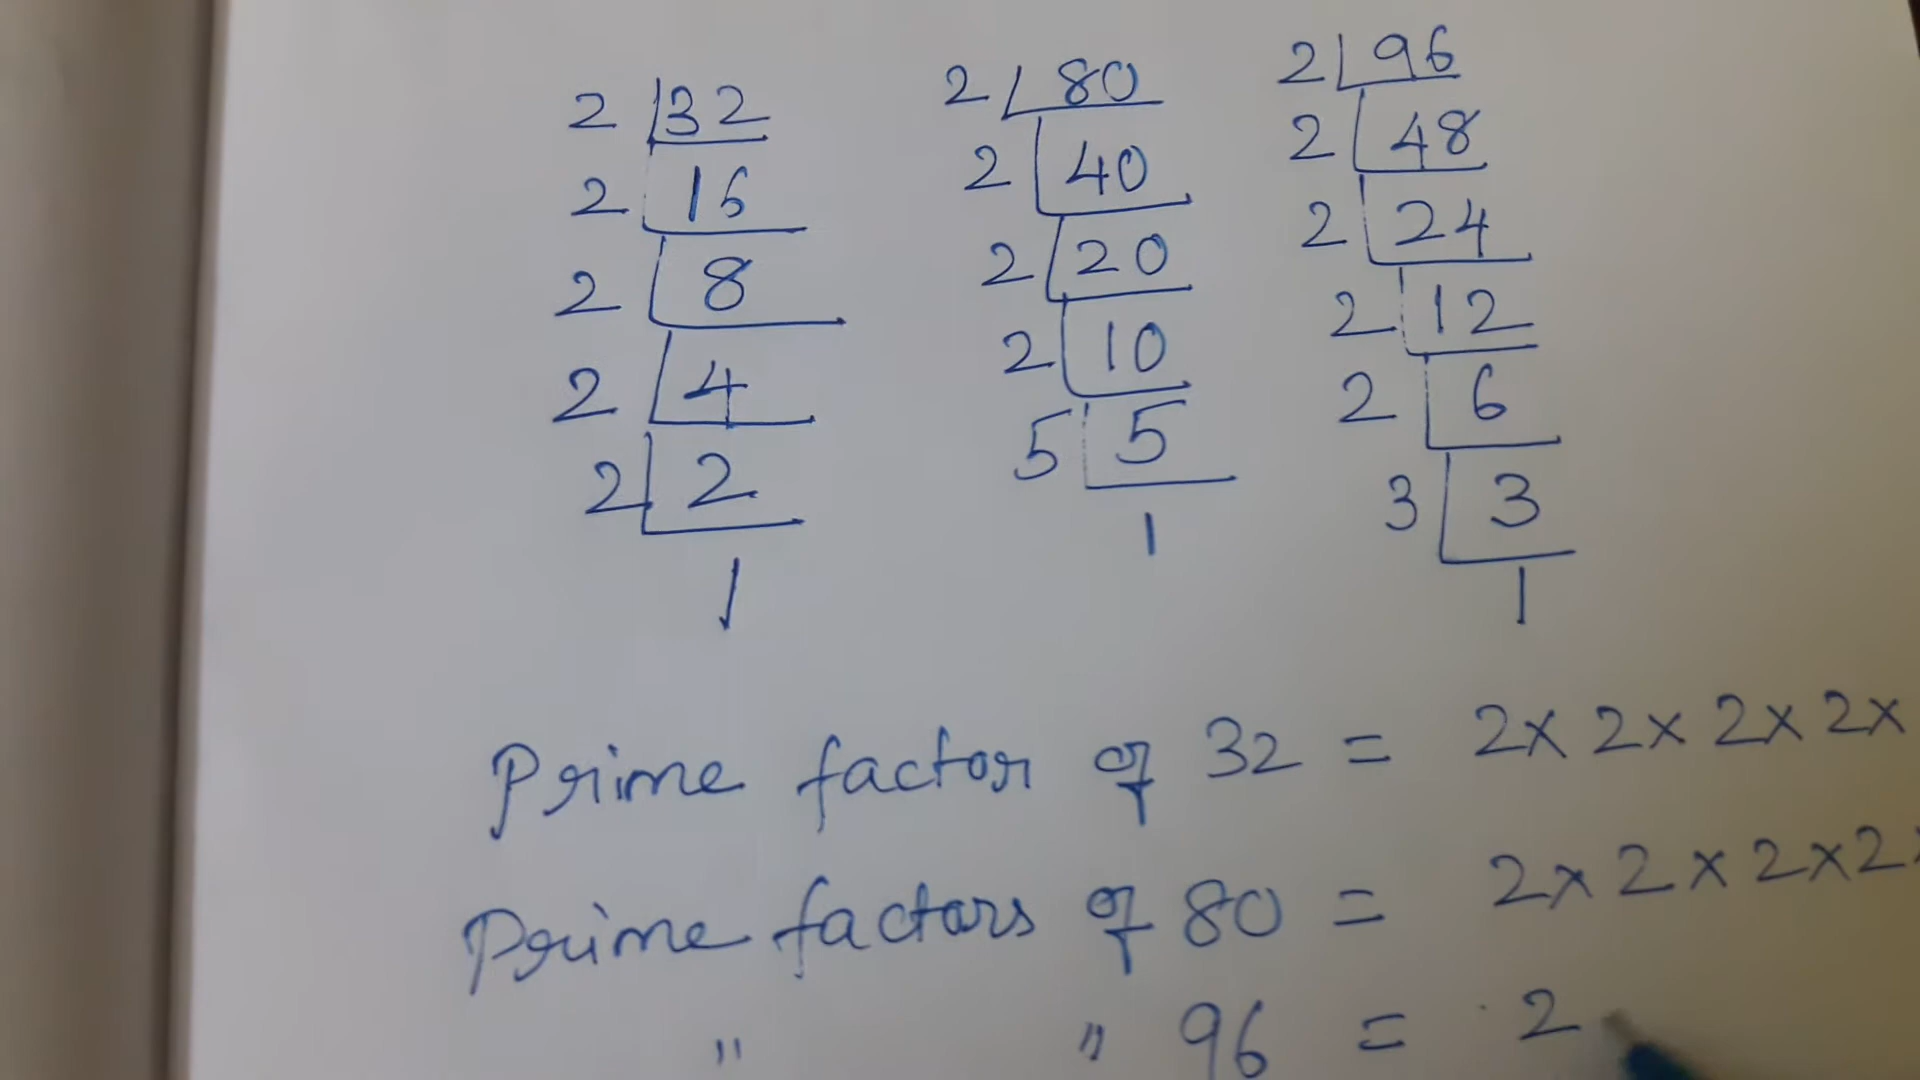 2 32 2 80 2 96
2 16 2 40 2 48
2 8 2 20 2 24
2 4 2 10 2 12
2 2 5 5 2 6
1 1 3 3
1
Prime factor of 32 = 2x 2x 2x 2x
Prime factors of 80 = 2x 2 x 2x2x
" " 96 = 2